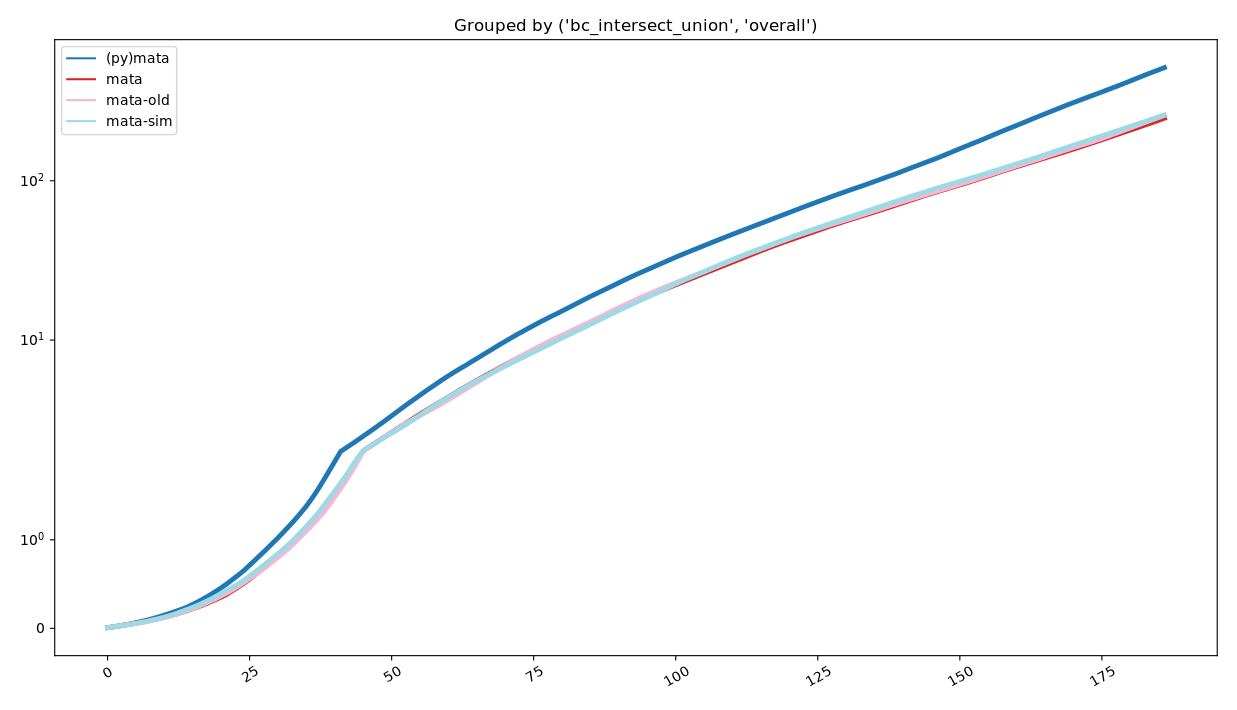 Grouped by ('bc_intersect_union', 'overall')
(py)mata
mata
mata-old
mata-sim
10²
10¹
10⁰
0
0
25
50
75
100
125
150
175